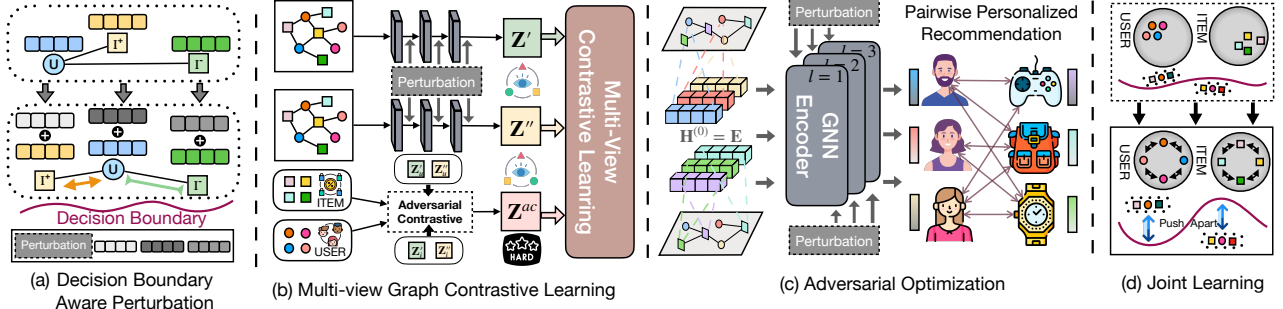 I⁺
U
I⁻
U
I⁺
I⁻
Decision Boundary
Perturbation
(a) Decision Boundary
Aware Perturbation
Perturbation
Z′
Z″
Z^{ac}
ITEM
USER
Adversarial
Contrastive
HARD
Multi-View
Contrastive Learning
(b) Multi-view Graph Contrastive Learning
H^{(0)} = E
Perturbation
l = 3
l = 2
l = 1
GNN
Encoder
Perturbation
Pairwise Personalized
Recommendation
(c) Adversarial Optimization
USER
ITEM
USER
ITEM
Push Apart
(d) Joint Learning